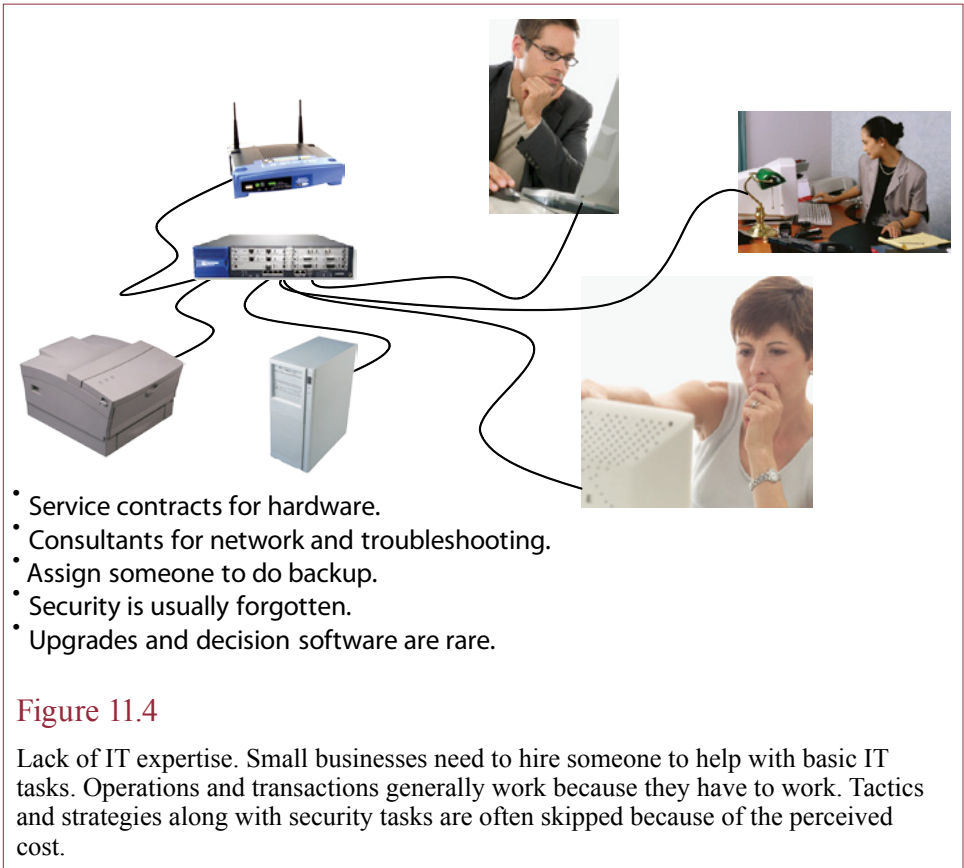 • Service contracts for hardware.
• Consultants for network and troubleshooting.
• Assign someone to do backup.
• Security is usually forgotten.
• Upgrades and decision software are rare.
Figure 11.4
Lack of IT expertise. Small businesses need to hire someone to help with basic IT
tasks. Operations and transactions generally work because they have to work. Tactics
and strategies along with security tasks are often skipped because of the perceived
cost.